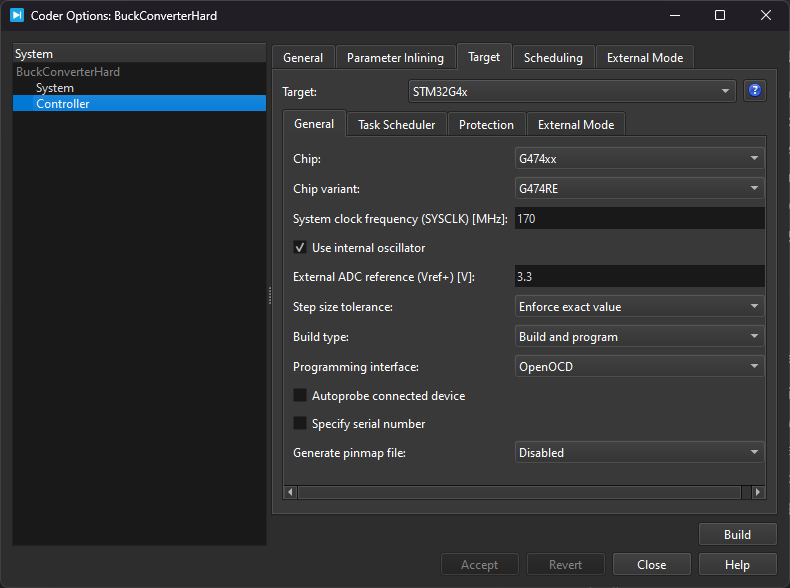 Coder Options: BuckConverterHard
System
BuckConverterHard
System
Controller
General
Parameter Inlining
Target
Scheduling
External Mode
Target: STM32G4x
General
Task Scheduler
Protection
External Mode
Chip: G474xx
Chip variant: G474RE
System clock frequency (SYSCLK) [MHz]: 170
Use internal oscillator
External ADC reference (Vref+) [V]: 3.3
Step size tolerance: Enforce exact value
Build type: Build and program
Programming interface: OpenOCD
Autoprobe connected device
Specify serial number
Generate pinmap file: Disabled
Build
Accept
Revert
Close
Help